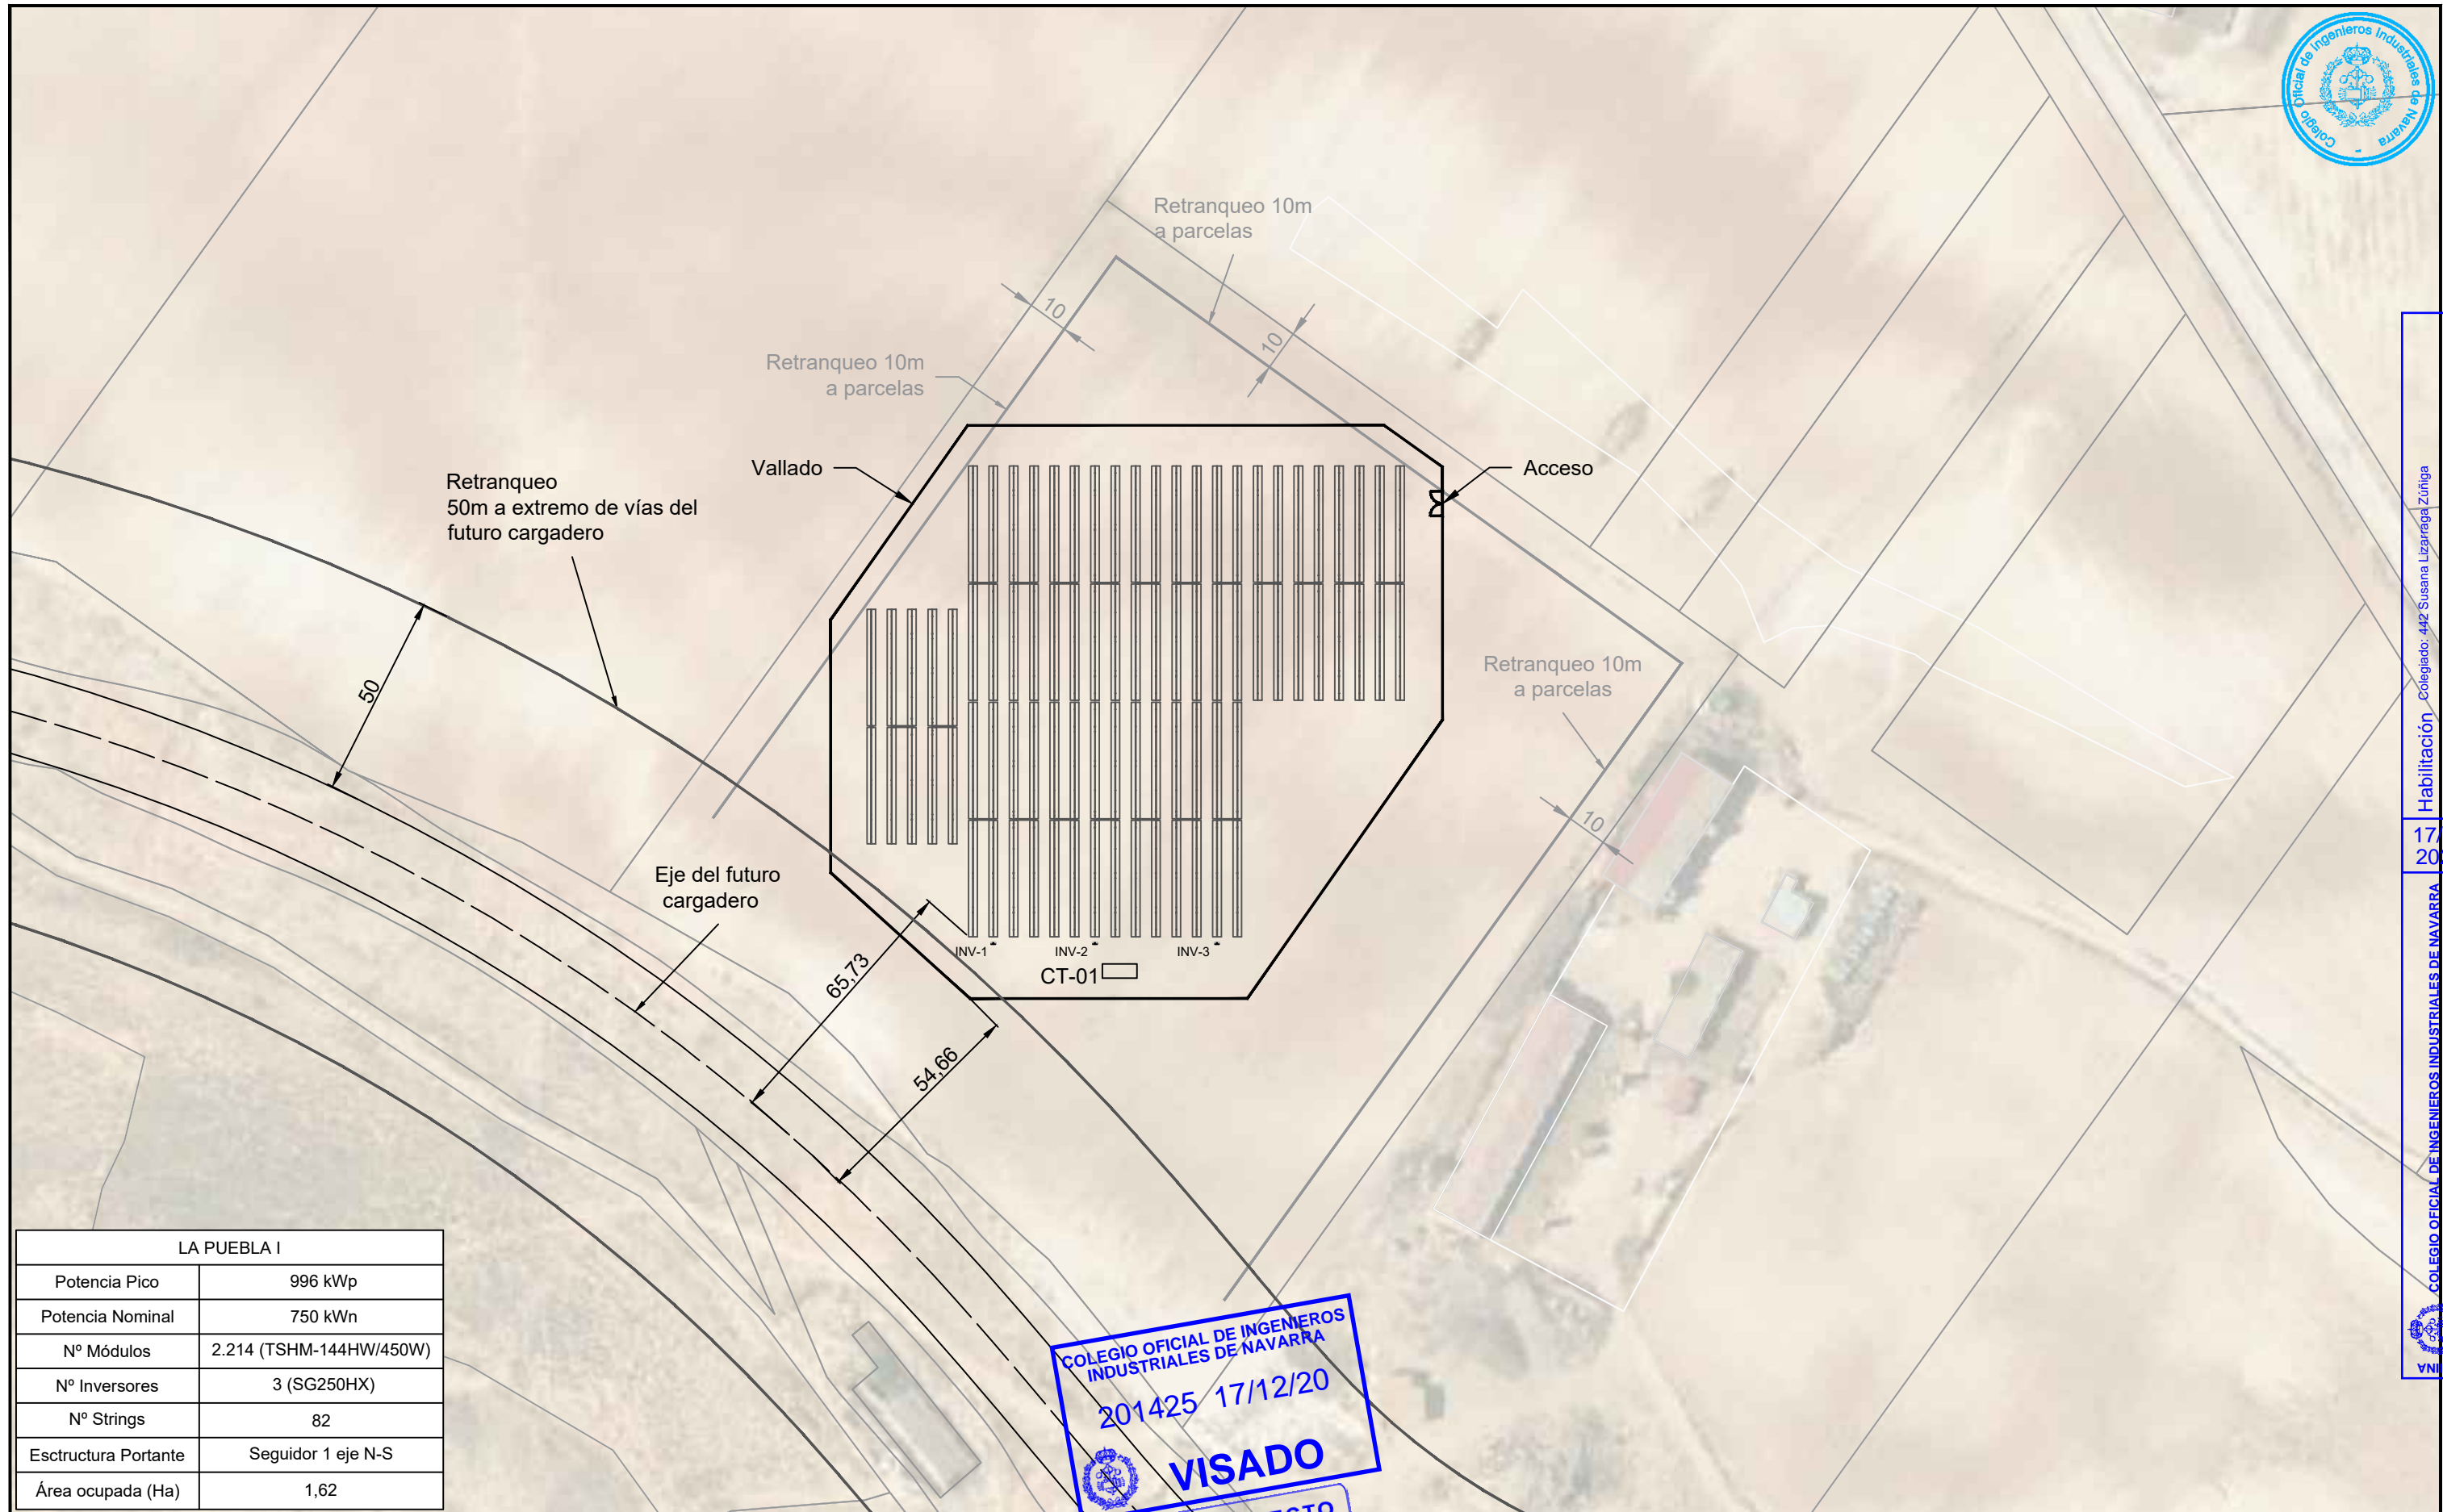 Colegio Oficial de Ingenieros Industriales de Navarra
Retranqueo 10m
a parcelas
10
10
Retranqueo 10m
a parcelas
Vallado
Acceso
Retranqueo
50m a extremo de vías del
futuro cargadero
50
Retranqueo 10m
a parcelas
10
Eje del futuro
cargadero
65,73
INV-1
INV-2
INV-3
CT-01
54,66
LA PUEBLA I
Potencia Pico 996 kWp
Potencia Nominal 750 kWn
Nº Módulos 2.214 (TSHM-144HW/450W)
Nº Inversores 3 (SG250HX)
Nº Strings 82
Esctructura Portante Seguidor 1 eje N-S
Área ocupada (Ha) 1,62
COLEGIO OFICIAL DE INGENIEROS
INDUSTRIALES DE NAVARRA
201425 17/12/20
VISADO
Habilitación Colegiado: 442 Susana Lizarraga Zúñiga
17/
20
COLEGIO OFICIAL DE INGENIEROS INDUSTRIALES DE NAVARRA